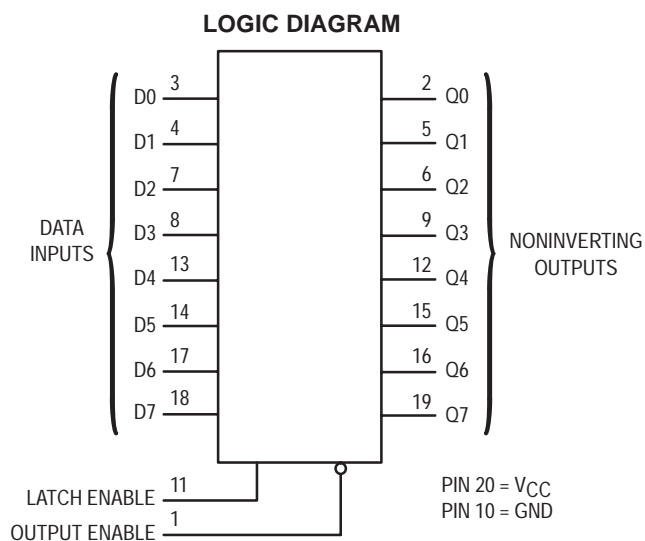 LOGIC DIAGRAM
D0 3 2 Q0
D1 4 5 Q1
D2 7 6 Q2
DATA INPUTS D3 8 9 Q3 NONINVERTING OUTPUTS
D4 13 12 Q4
D5 14 15 Q5
D6 17 16 Q6
D7 18 19 Q7
LATCH ENABLE 11
OUTPUT ENABLE 1
PIN 20 = VCC
PIN 10 = GND